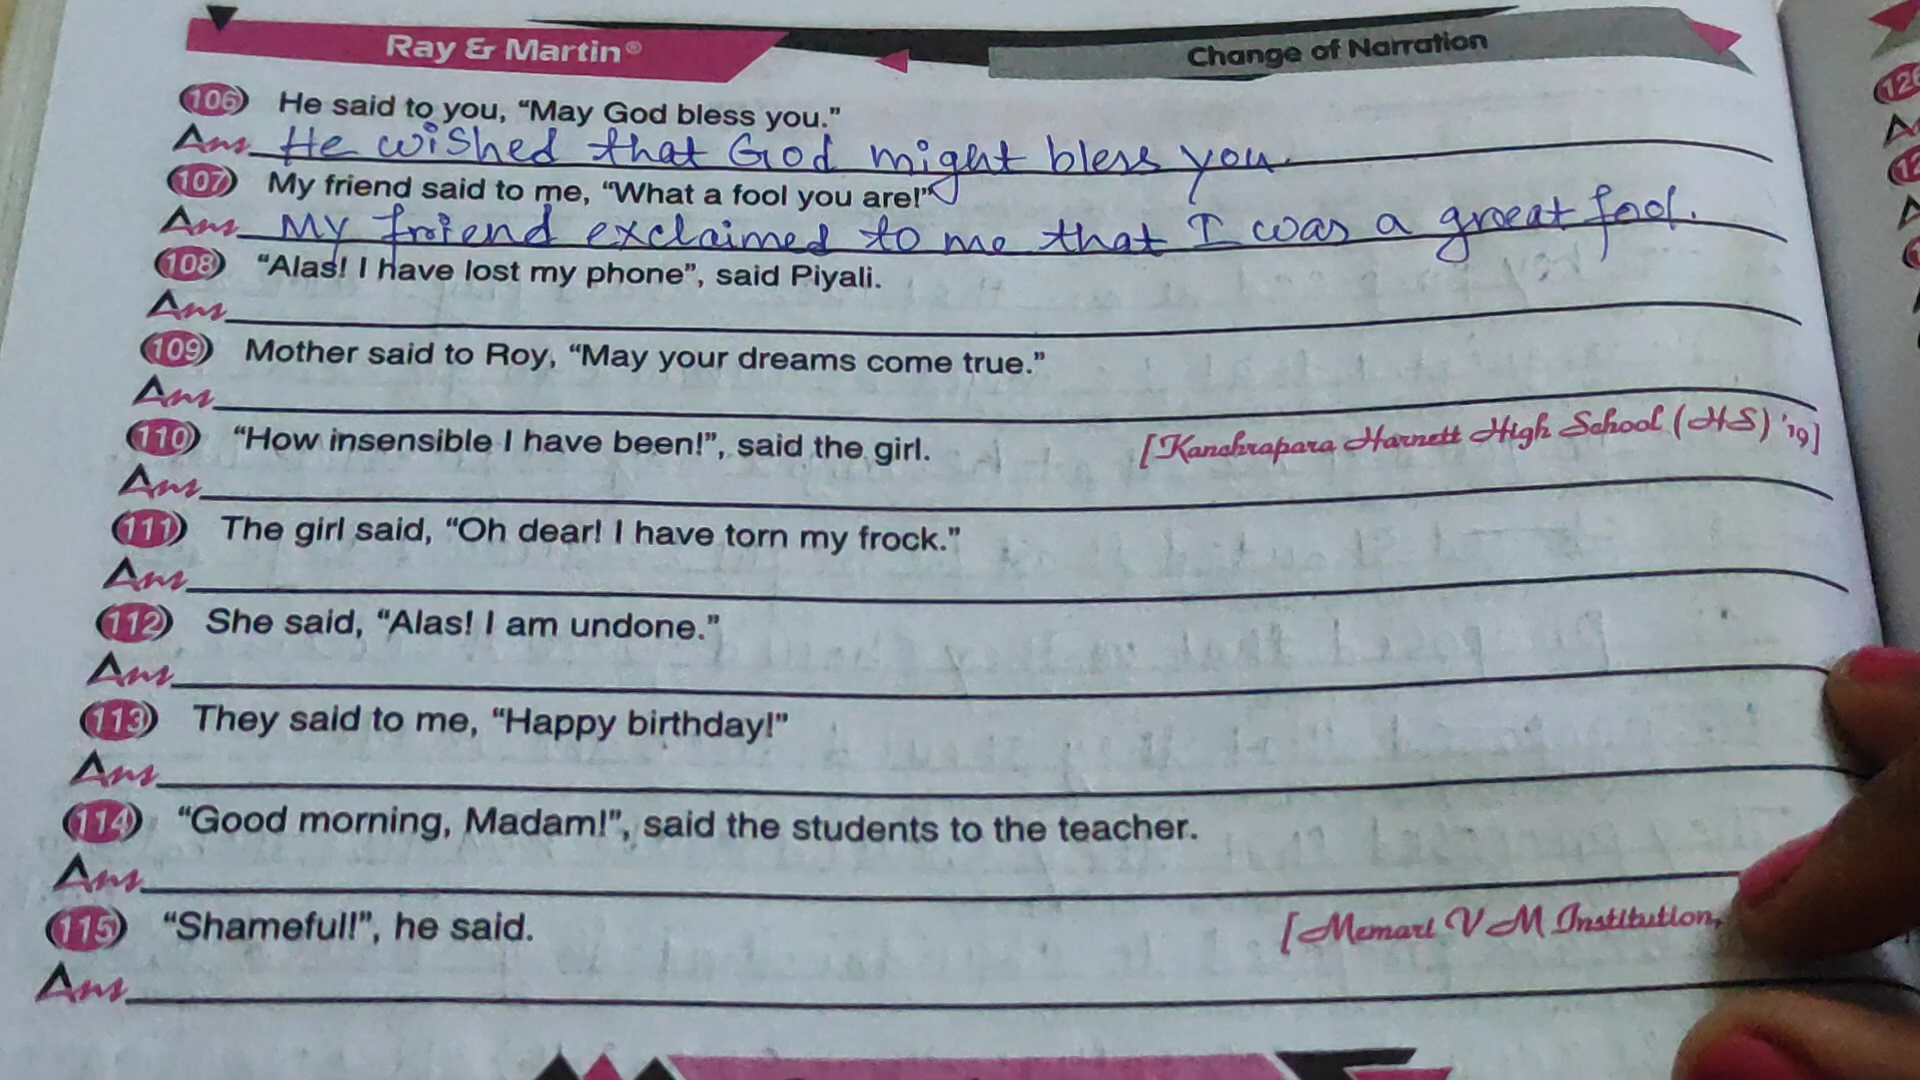 Ray & Martin®
Change of Narration
106 He said to you, “May God bless you.”
Ans He wished that God might bless you.
107 My friend said to me, “What a fool you are!”
Ans My friend exclaimed to me that I was a great fool.
108 “Alas! I have lost my phone”, said Piyali.
Ans
109 Mother said to Roy, “May your dreams come true.”
Ans
110 “How insensible I have been!”, said the girl. [Kanchrapara Harnett High School (HS) '19]
Ans
111 The girl said, “Oh dear! I have torn my frock.”
Ans
112 She said, “Alas! I am undone.”
Ans
113 They said to me, “Happy birthday!”
Ans
114 “Good morning, Madam!”, said the students to the teacher.
Ans
115 “Shameful!”, he said. [Memari V M Institution,
Ans
126